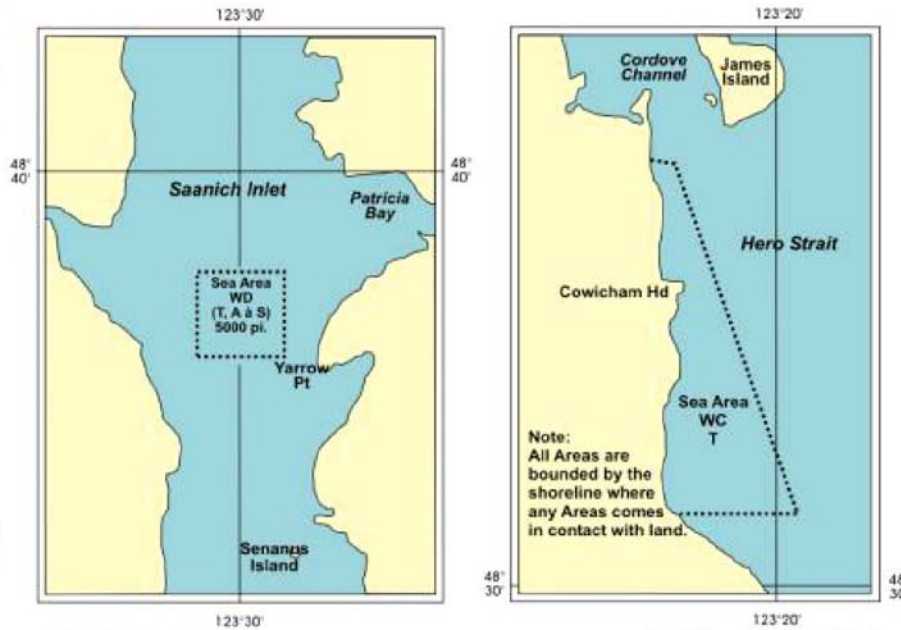 123°30'
48°
40'
Saanich Inlet
Patricia
Bay
Sea Area
WD
(T, A à S)
5000 pi.
Yarrow
Pt
Senanus
Island
123°30'
123°20'
Cordove
Channel
James
Island
48°
40'
Hero Strait
Cowicham Hd
Sea Area
WC
T
Note:
All Areas are
bounded by the
shoreline where
any Areas comes
in contact with land.
48°
30'
48°
30'
123°20'